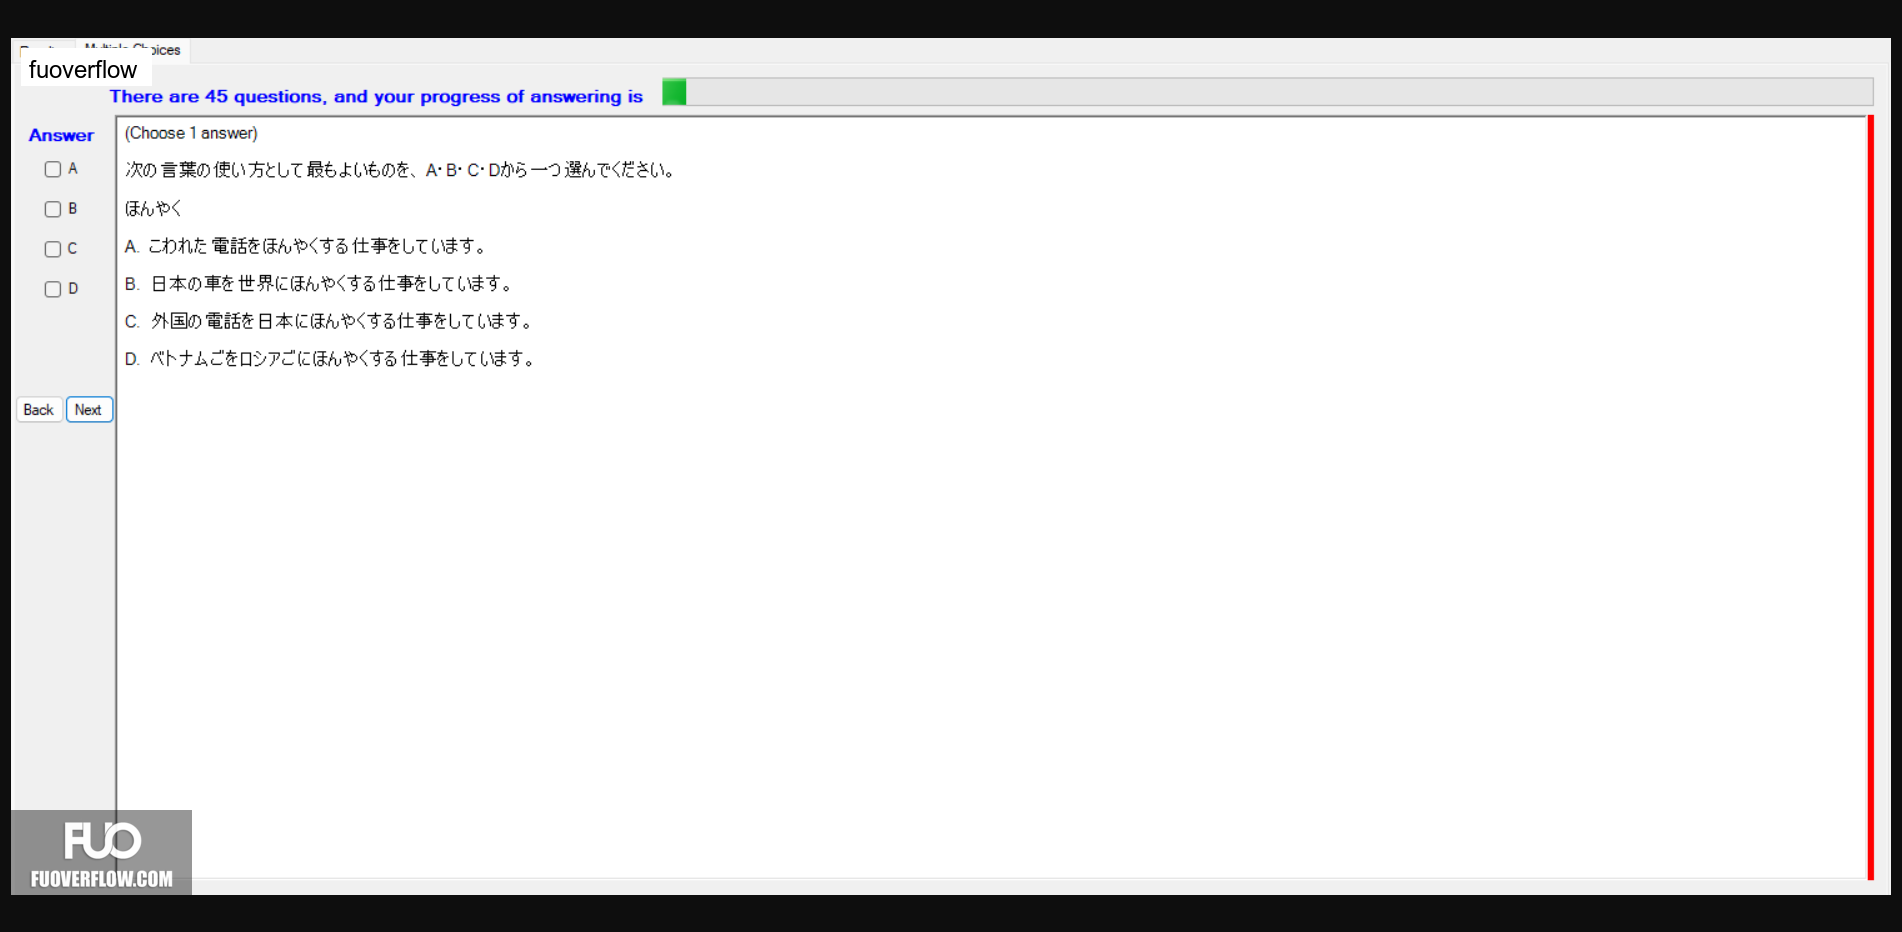 Multiple Choices
fuoverflow
There are 45 questions, and your progress of answering is
Answer
(Choose 1 answer)
A
次の言葉の使い方として最もよいものを、A・B・C・Dから一つ選んでください。
B
ほんやく
C
A. こわれた電話をほんやくする仕事をしています。
D
B. 日本の車を世界にほんやくする仕事をしています。
C. 外国の電話を日本にほんやくする仕事をしています。
D. ベトナムごをロシアごにほんやくする仕事をしています。
Back Next
FUO
FUOVERFLOW.COM